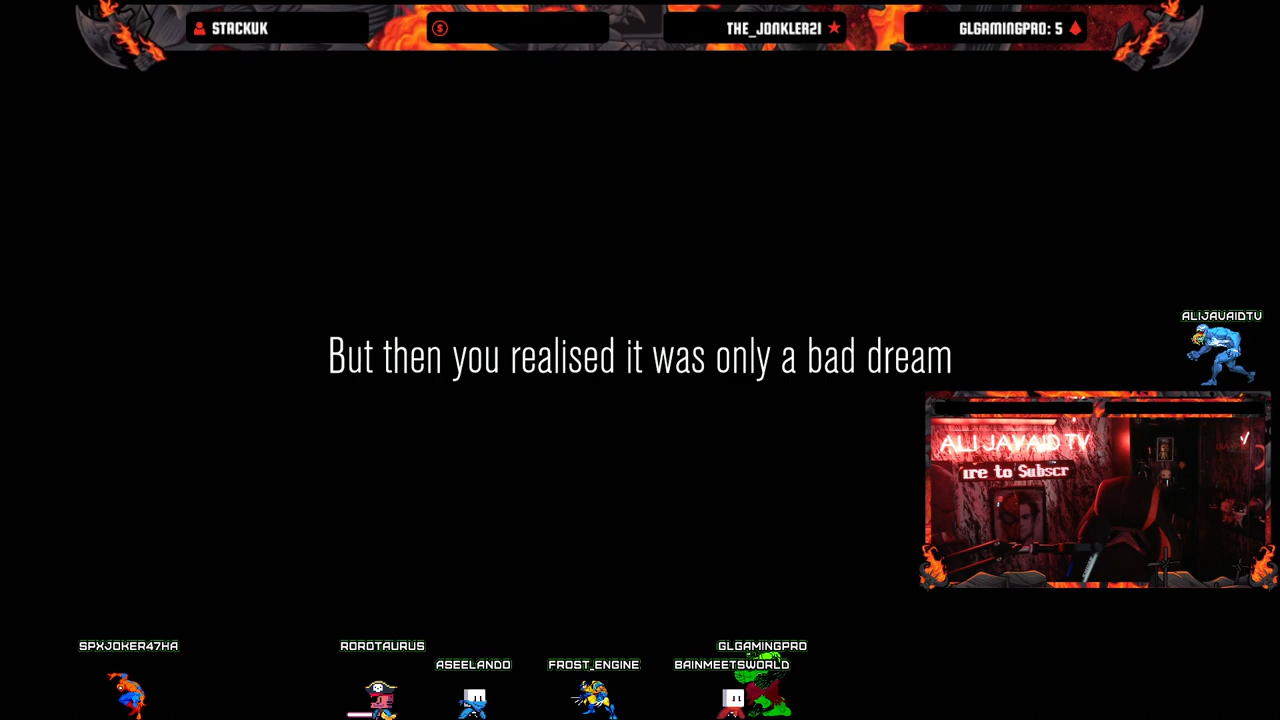 STACKUK
THE_JONKLER21
GLGAMINGPRO: 5
But then you realised it was only a bad dream
ALIJAVAIDTV
ALI JAVAID TV
ure to Subscr
SPXJOKER47HA
ROROTAURUS
GLGAMINGPRO
ASEELANDO
FROST_ENGINE
BAINMEETSWORLD